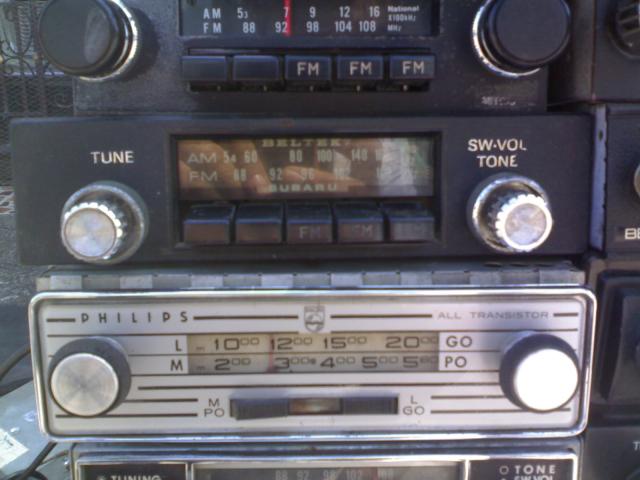 AM 53 7 9 12 16 National
X100kHz
FM 88 92 98 104 108 MHz
FM FM FM
BELTEK
TUNE
SW-VOL
TONE
AM 54 60 80 100 140
FM 88 92 96
SUBARU
FM FM
PHILIPS ALL TRANSISTOR
L m 1000 1200 1500 2000 GO
M m 200 300 400 500 580 PO
M
PO
L
GO
TUNING
88 92 98 108
TONE
SW.VOL